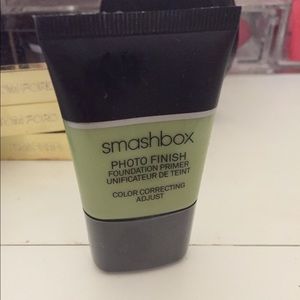 smashbox
PHOTO FINISH
FOUNDATION PRIMER
UNIFICATEUR DE TEINT
COLOR CORRECTING
ADJUST